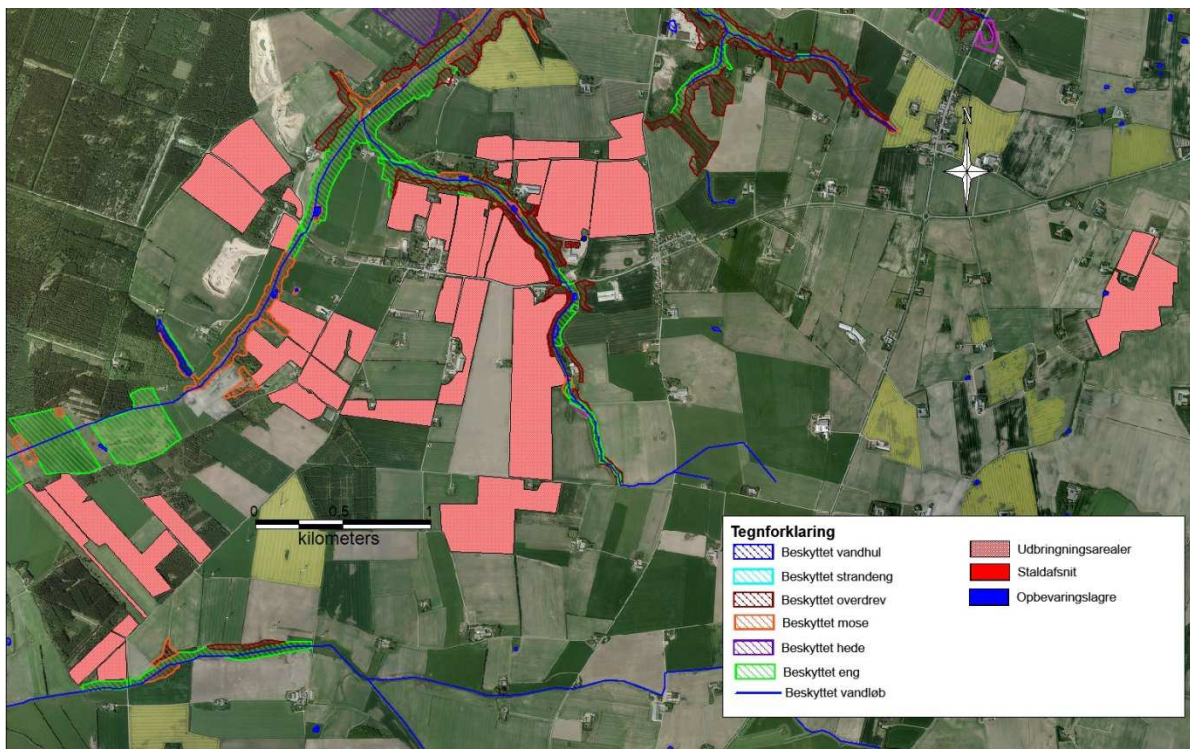 N
0
0,5
1
kilometers
Tegnforklaring
Beskyttet vandhul
Beskyttet strandeng
Beskyttet overdrev
Beskyttet mose
Beskyttet hede
Beskyttet eng
Beskyttet vandløb
Udbringningsarealer
Staldafsnit
Opbevaringslagre